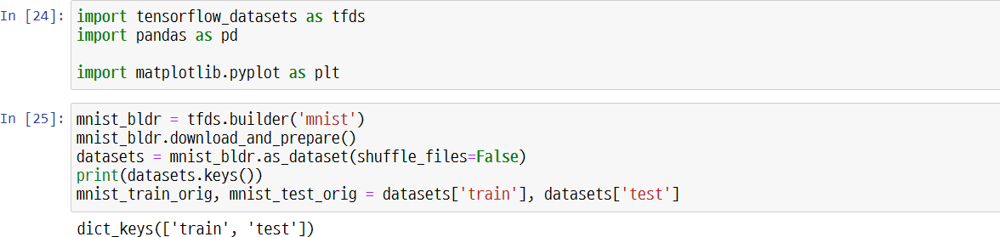 In [24]: import tensorflow_datasets as tfds
import pandas as pd
import matplotlib.pyplot as plt
In [25]: mnist_bldr = tfds.builder('mnist')
mnist_bldr.download_and_prepare()
datasets = mnist_bldr.as_dataset(shuffle_files=False)
print(datasets.keys())
mnist_train_orig, mnist_test_orig = datasets['train'], datasets['test']
dict_keys(['train', 'test'])